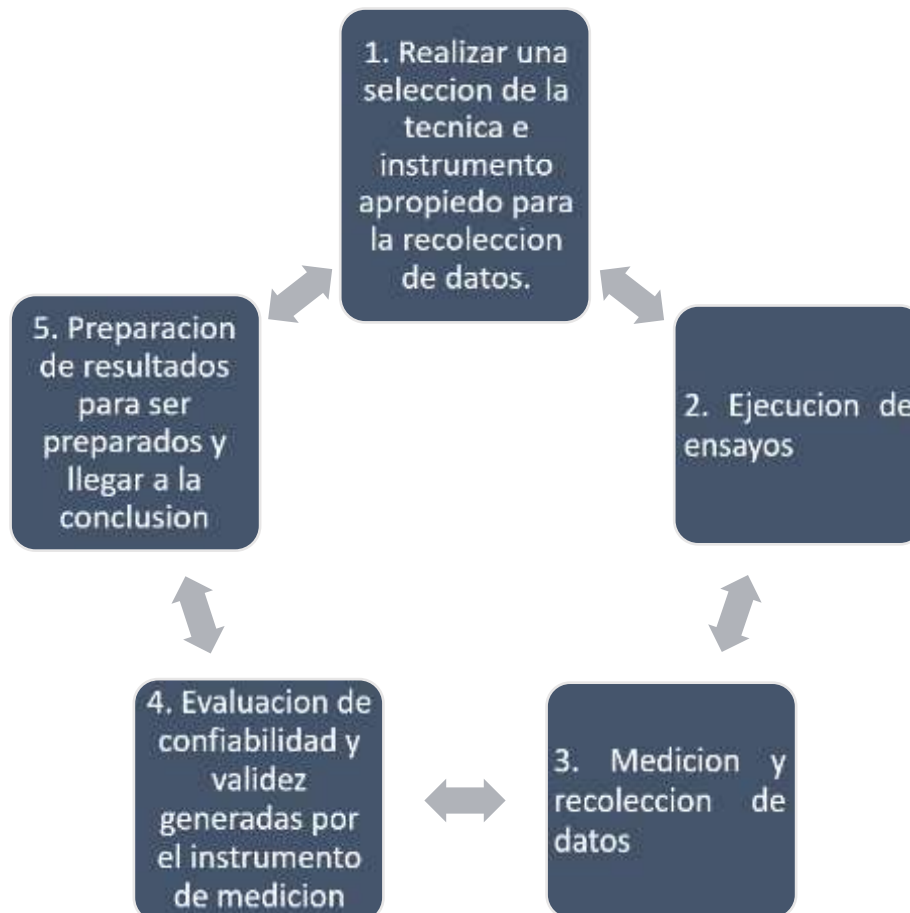 1. Realizar una
seleccion de la
tecnica e
instrumento
apropiedo para
la recoleccion
de datos.
2. Ejecucion de
ensayos
3. Medicion y
recoleccion de
datos
4. Evaluacion de
confiabilidad y
validez
generadas por
el instrumento
de medicion
5. Preparacion
de resultados
para ser
preparados y
llegar a la
conclusion